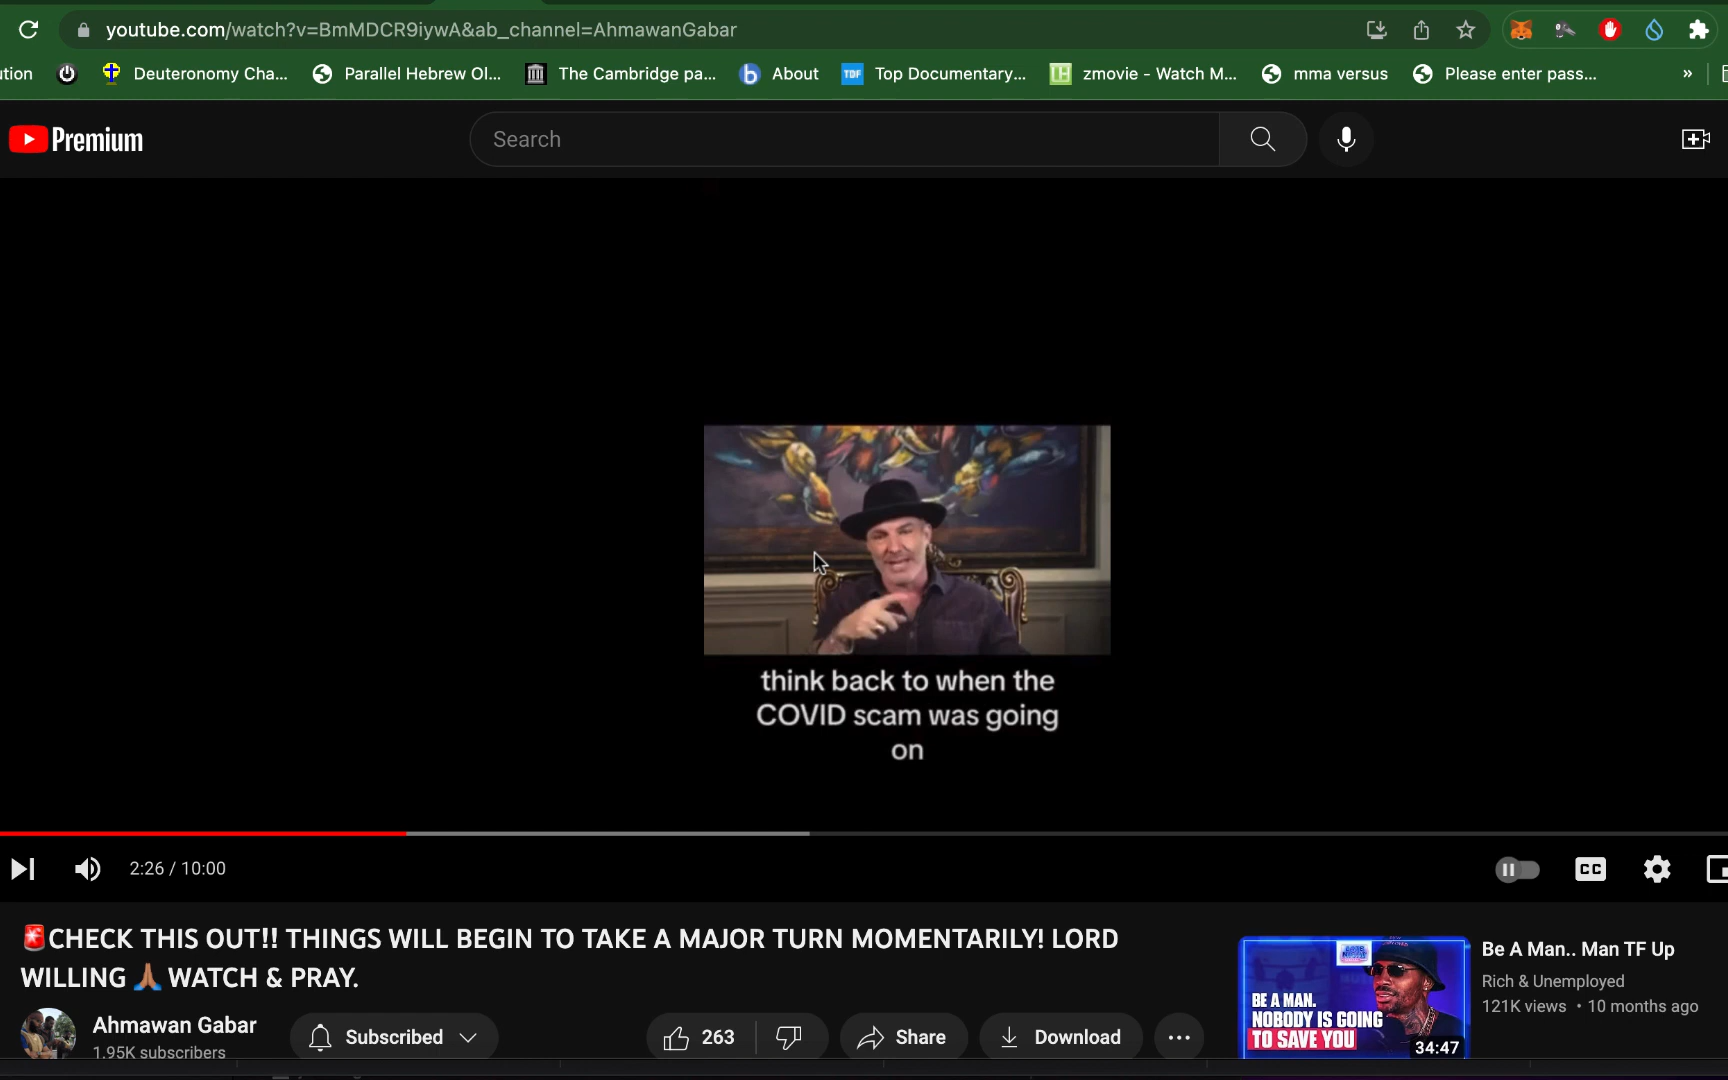 youtube.com/watch?v=BmMDCR9iywA&ab_channel=AhmawanGabar
ution Deuteronomy Cha... Parallel Hebrew Ol... The Cambridge pa... About TDF Top Documentary... zmovie - Watch M... mma versus Please enter pass... »
Premium
Search
think back to when the
COVID scam was going
on
2:26 / 10:00
CC
🚨CHECK THIS OUT!! THINGS WILL BEGIN TO TAKE A MAJOR TURN MOMENTARILY! LORD
WILLING 🙏🏾 WATCH & PRAY.
Ahmawan Gabar
1.95K subscribers
Subscribed
263
Share
Download
BE A MAN.
NOBODY IS GOING
TO SAVE YOU
34:47
Be A Man.. Man TF Up
Rich & Unemployed
121K views • 10 months ago